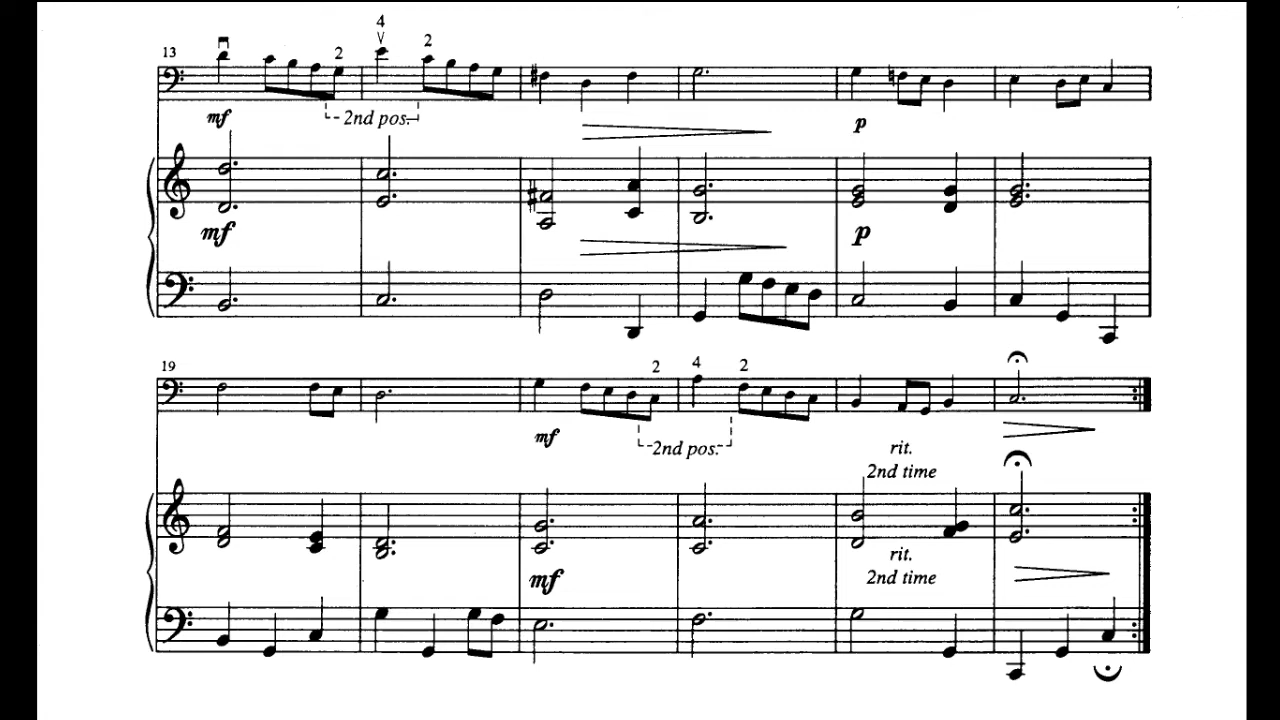 4
13 2 2
mf 2nd pos. p
mf p
19 2 4 2
mf 2nd pos.
rit.
2nd time
rit.
mf 2nd time